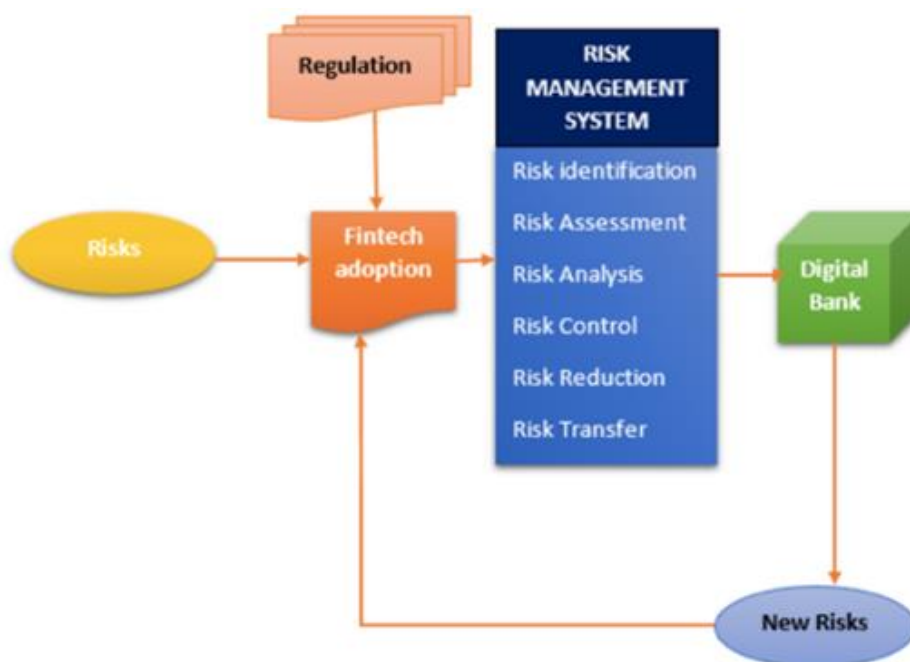 Regulation
RISK
MANAGEMENT
SYSTEM
Risk identification
Risk Assessment
Risk Analysis
Risk Control
Risk Reduction
Risk Transfer
Risks
Fintech
adoption
Digital
Bank
New Risks